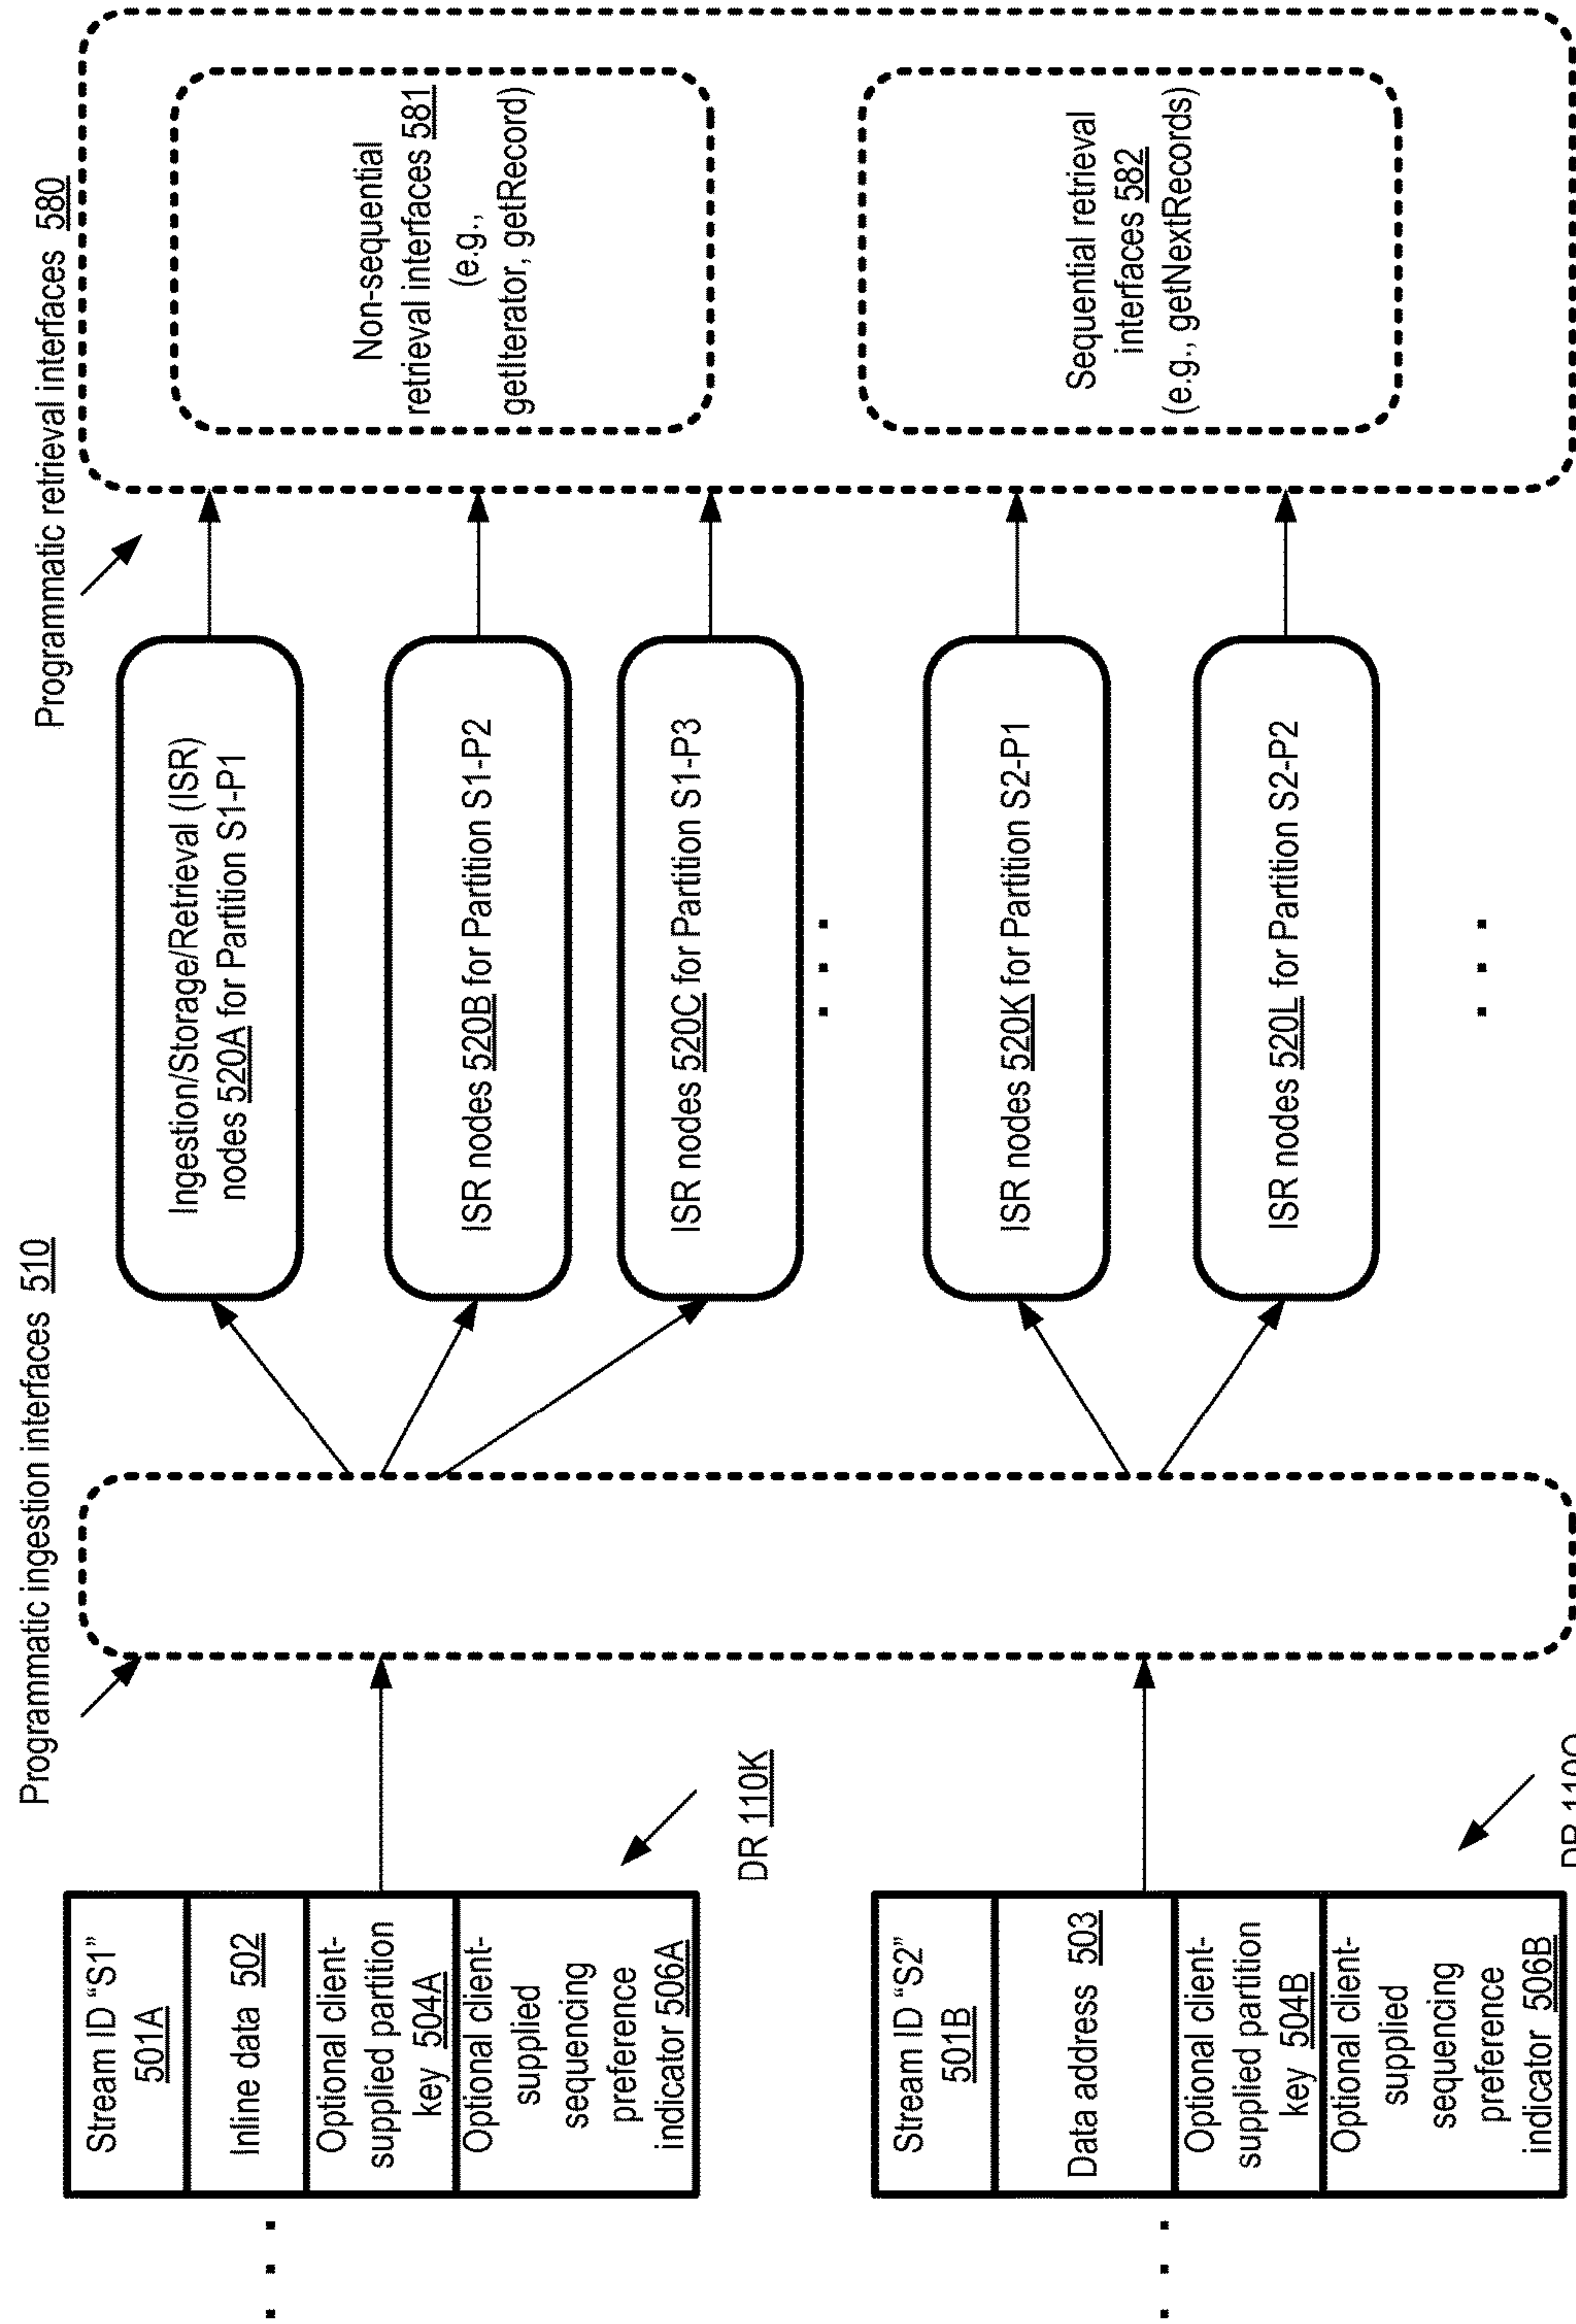 Programmatic ingestion interfaces 510
Programmatic retrieval interfaces 580
Stream ID “S1”
501A
Inline data 502
Optional client-
supplied partition
key 504A
Optional client-
supplied
sequencing
preference
indicator 506A
DR 110K
Ingestion/Storage/Retrieval (ISR)
nodes 520A for Partition S1-P1
ISR nodes 520B for Partition S1-P2
ISR nodes 520C for Partition S1-P3
Non-sequential
retrieval interfaces 581
(e.g.,
getIterator, getRecord)
Stream ID “S2”
501B
Data address 503
Optional client-
supplied partition
key 504B
Optional client-
supplied
sequencing
preference
indicator 506B
ISR nodes 520K for Partition S2-P1
ISR nodes 520L for Partition S2-P2
Sequential retrieval
interfaces 582
(e.g., getNextRecords)